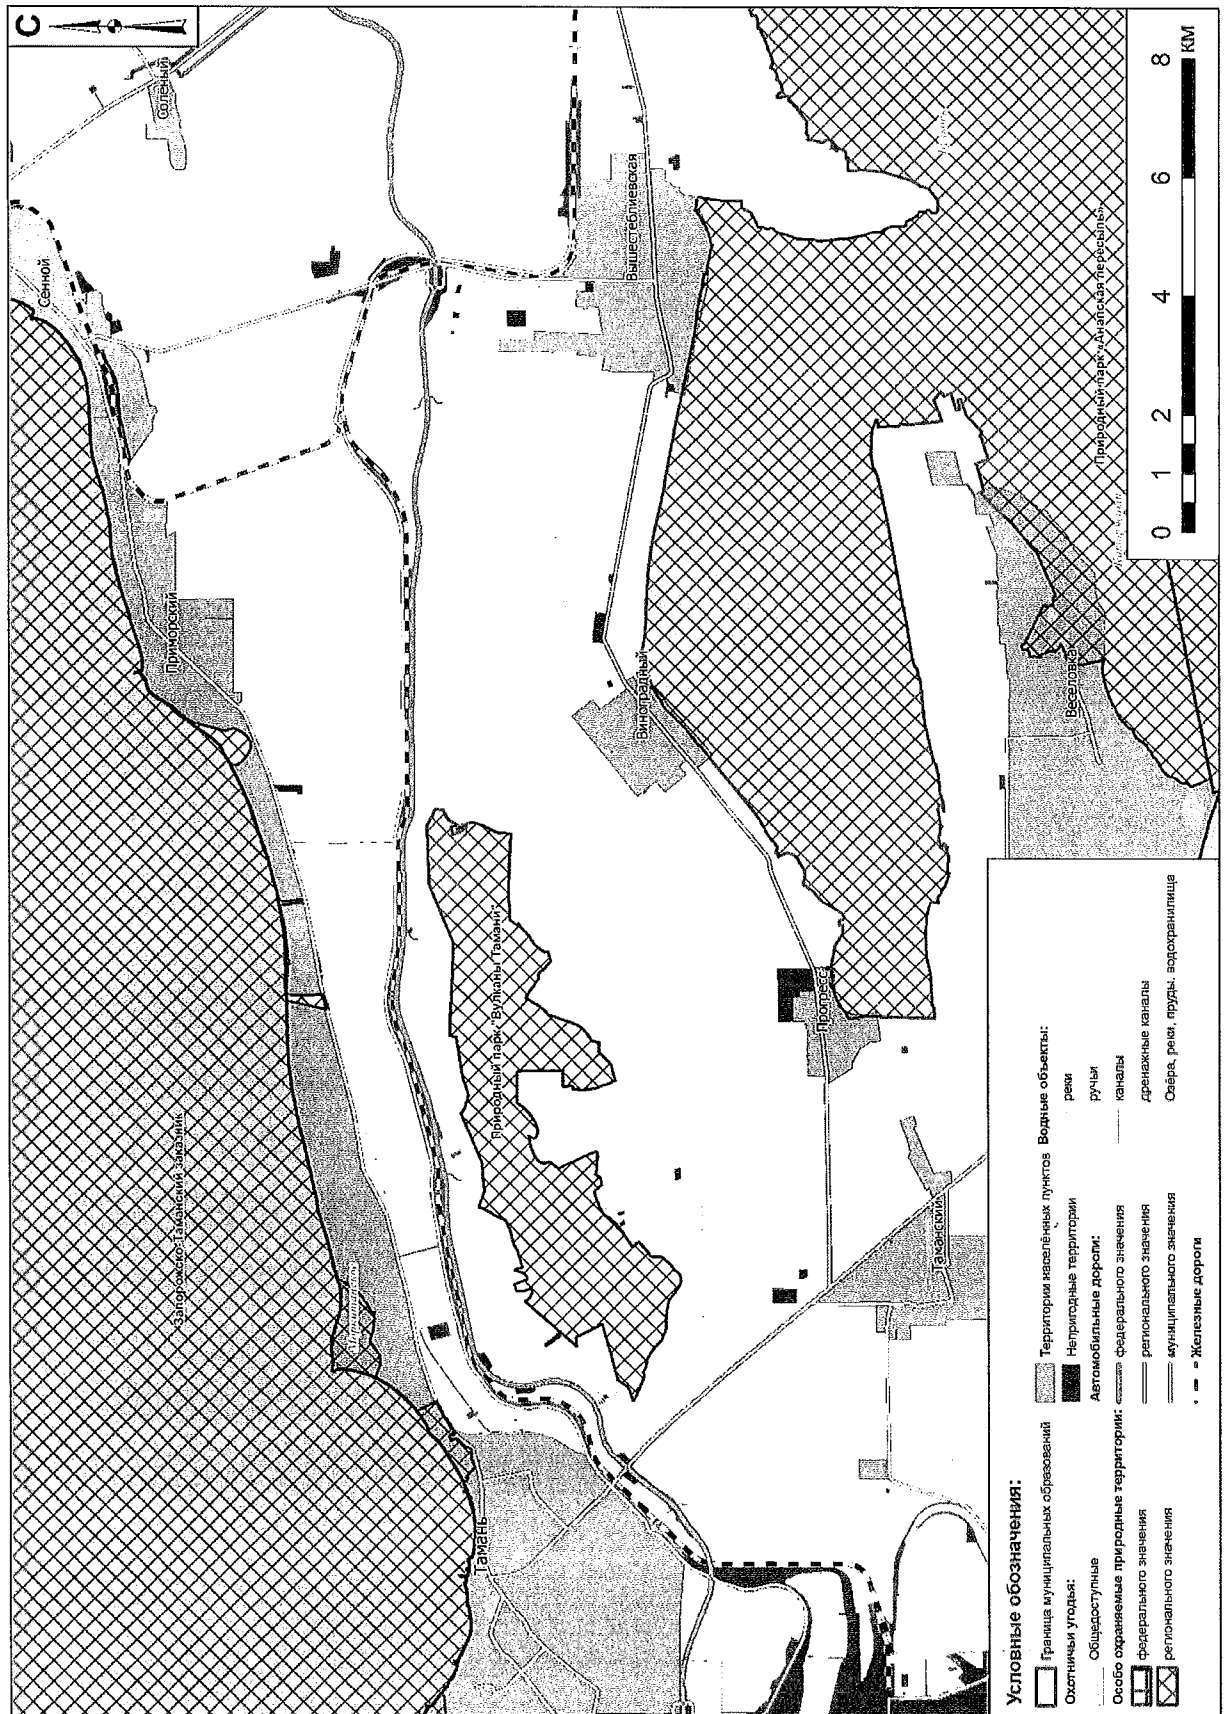 С
Соленый
Сенной
Вышестеблиевская
Приморский
Виноградный
Природный парк "Вулканы Тамани"
Запорожско-Таманский заказник
Прогресс
Таманский
Тамань
Веселовка
Природный парк «Анапская пересыпь»
0 1 2 4 6 8
КМ
Условные обозначения:
Граница муниципальных образований
Охотничьи угодья:
Общедоступные
Особо охраняемые природные территории:
федерального значения
регионального значения
Территории населённых пунктов
Непригодные территории
Автомобильные дороги:
федерального значения
регионального значения
муниципального значения
Железные дороги
Водные объекты:
реки
ручьи
каналы
дренажные каналы
Озёра, реки, пруды, водохранилища